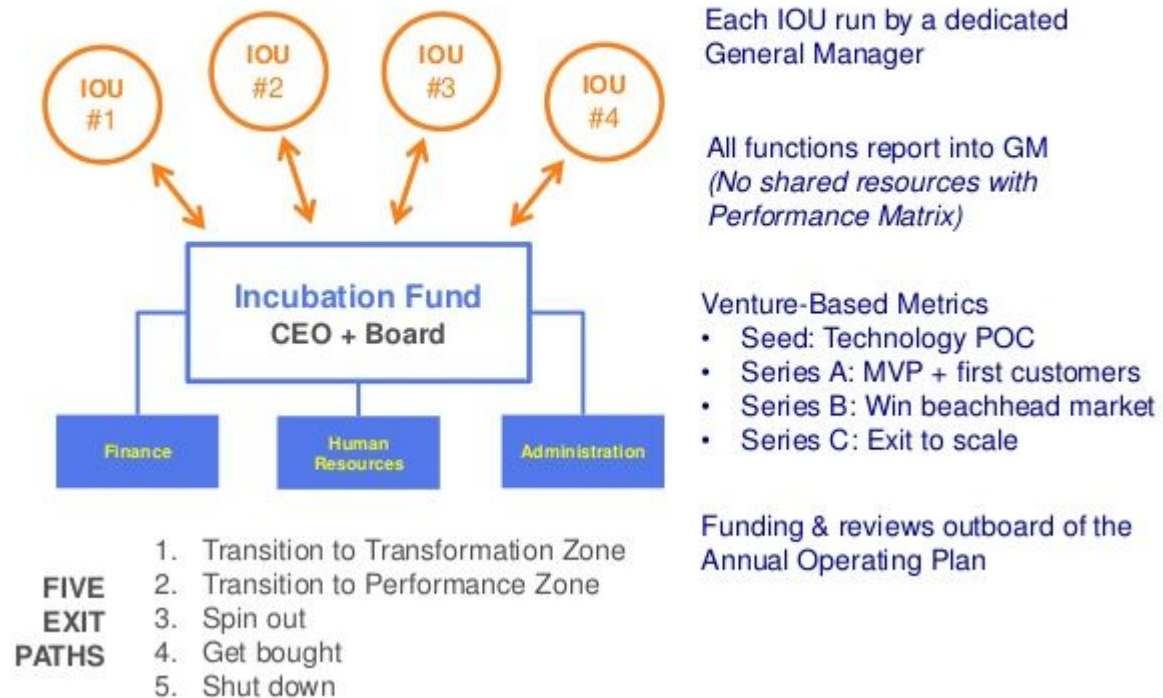 IOU
#1
IOU
#2
IOU
#3
IOU
#4
Incubation Fund
CEO + Board
Finance
Human
Resources
Administration
FIVE
EXIT
PATHS
1. Transition to Transformation Zone
2. Transition to Performance Zone
3. Spin out
4. Get bought
5. Shut down
Each IOU run by a dedicated
General Manager
All functions report into GM
(No shared resources with
Performance Matrix)
Venture-Based Metrics
• Seed: Technology POC
• Series A: MVP + first customers
• Series B: Win beachhead market
• Series C: Exit to scale
Funding & reviews outboard of the
Annual Operating Plan